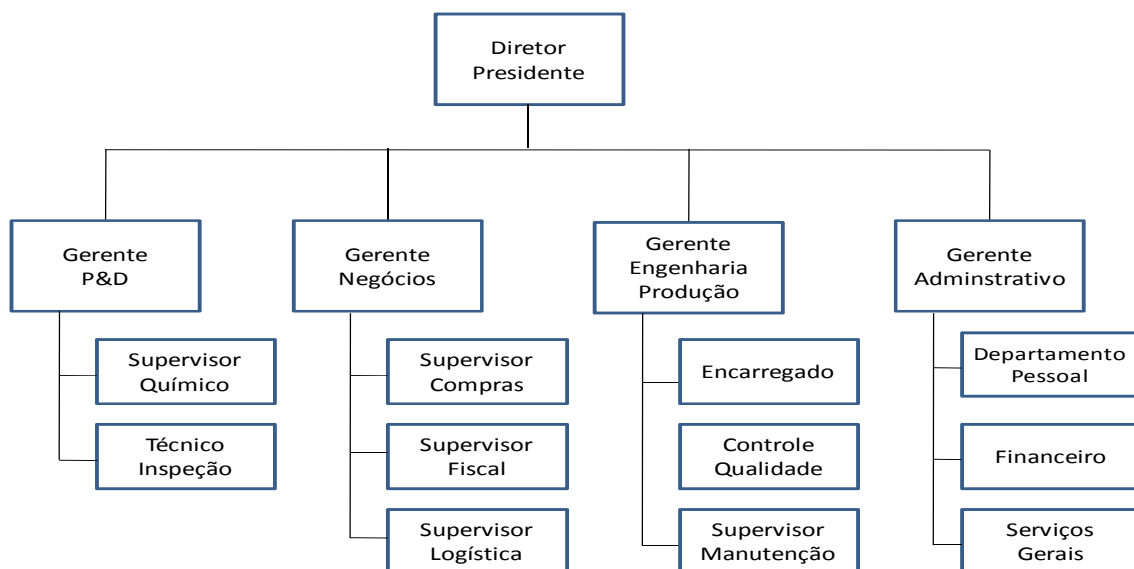 Diretor
Presidente
Gerente
P&D
Gerente
Negócios
Gerente
Engenharia
Produção
Gerente
Adminstrativo
Supervisor
Químico
Supervisor
Compras
Encarregado
Departamento
Pessoal
Técnico
Inspeção
Supervisor
Fiscal
Controle
Qualidade
Financeiro
Supervisor
Logística
Supervisor
Manutenção
Serviços
Gerais